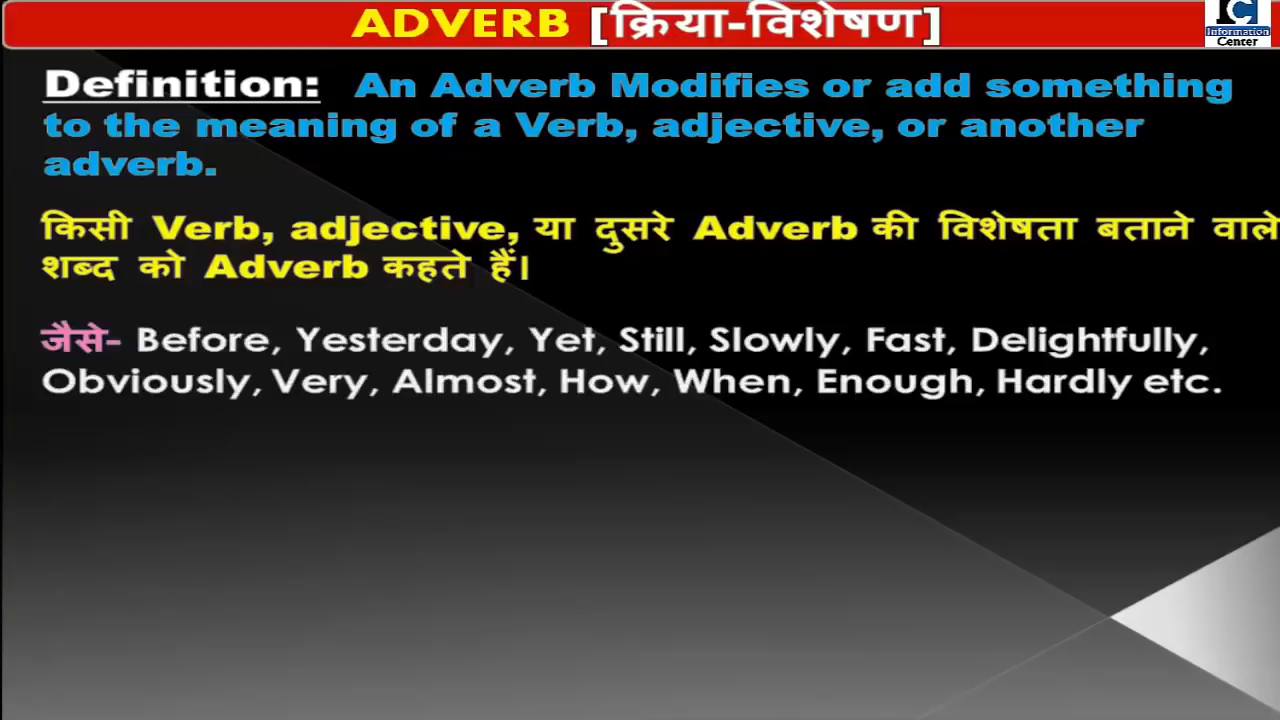 ADVERB [क्रिया-विशेषण]
IC
Information
Center
Definition: An Adverb Modifies or add something
to the meaning of a Verb, adjective, or another
adverb.
किसी Verb, adjective, या दुसरे Adverb की विशेषता बताने वाले
शब्द को Adverb कहते हैं।
जैसे- Before, Yesterday, Yet, Still, Slowly, Fast, Delightfully,
Obviously, Very, Almost, How, When, Enough, Hardly etc.